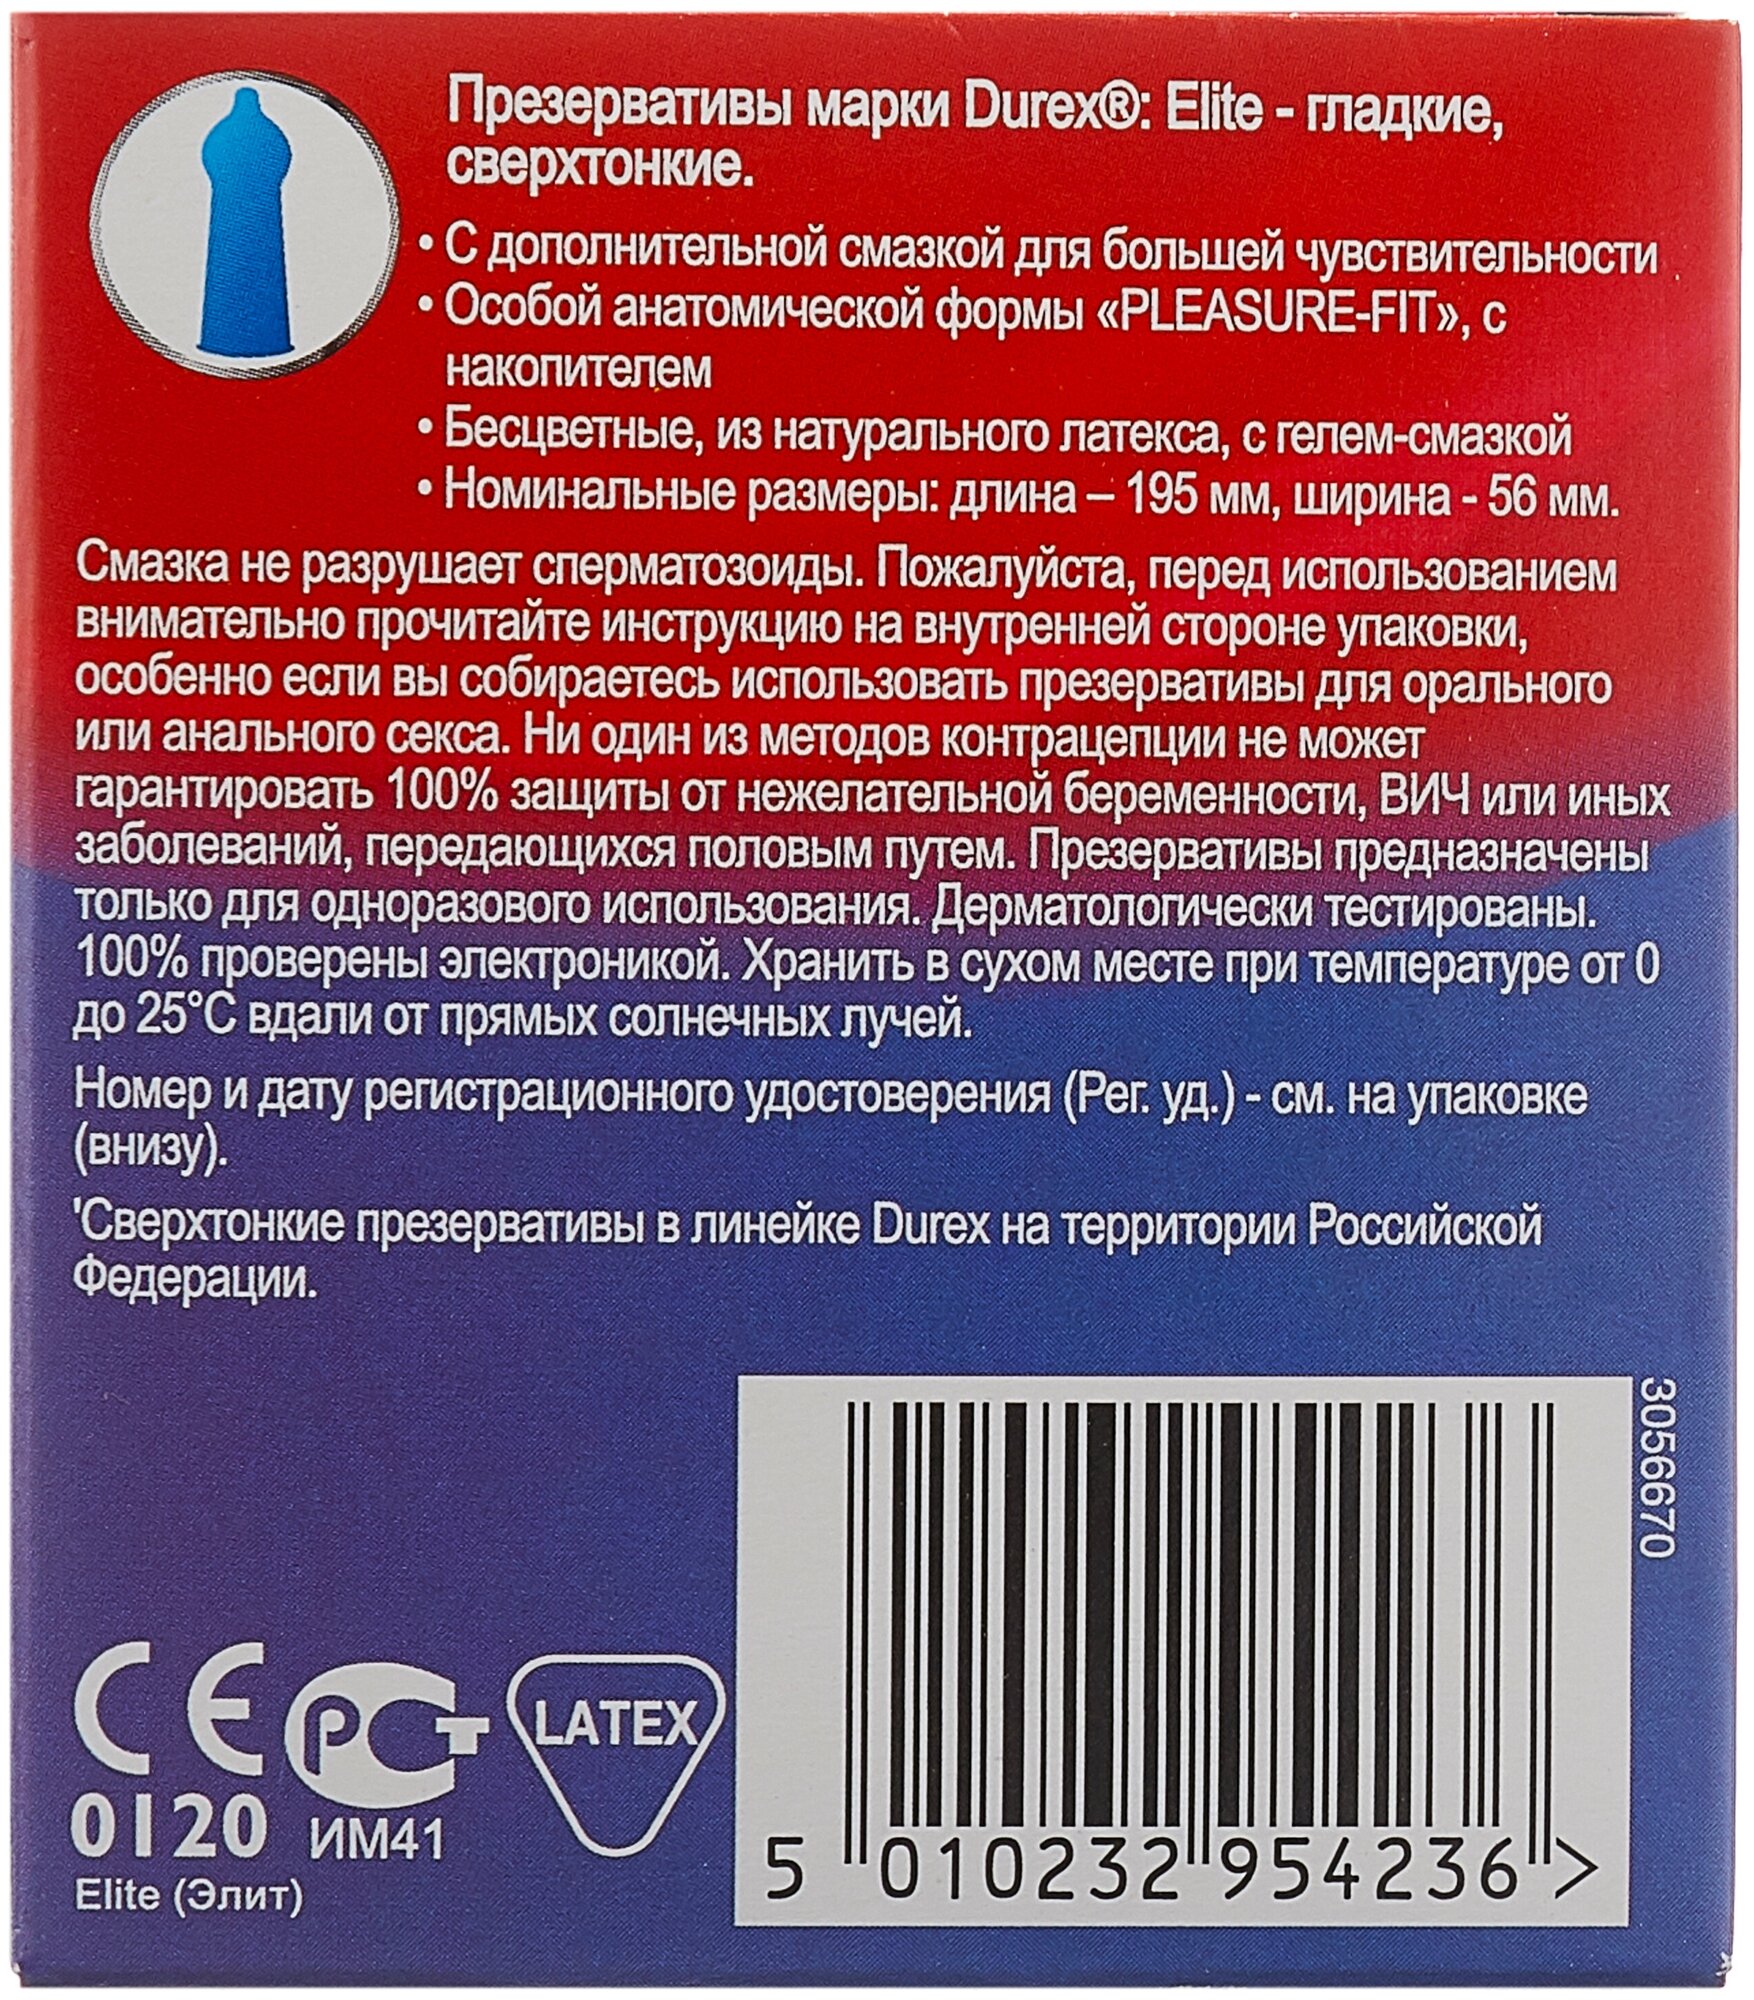 Презервативы марки Durex®: Elite - гладкие,
сверхтонкие.
• С дополнительной смазкой для большей чувствительности
• Особой анатомической формы «PLEASURE-FIT», с
накопителем
• Бесцветные, из натурального латекса, с гелем-смазкой
• Номинальные размеры: длина – 195 мм, ширина - 56 мм.
Смазка не разрушает сперматозоиды. Пожалуйста, перед использованием
внимательно прочитайте инструкцию на внутренней стороне упаковки,
особенно если вы собираетесь использовать презервативы для орального
или анального секса. Ни один из методов контрацепции не может
гарантировать 100% защиты от нежелательной беременности, ВИЧ или иных
заболеваний, передающихся половым путем. Презервативы предназначены
только для одноразового использования. Дерматологически тестированы.
100% проверены электроникой. Хранить в сухом месте при температуре от 0
до 25°C вдали от прямых солнечных лучей.
Номер и дату регистрационного удостоверения (Рег. уд.) - см. на упаковке
(внизу).
'Сверхтонкие презервативы в линейке Durex на территории Российской
Федерации.
3056670
CE РСТ LATEX
0120 ИМ41
Elite (Элит)
5 010232 954236 >